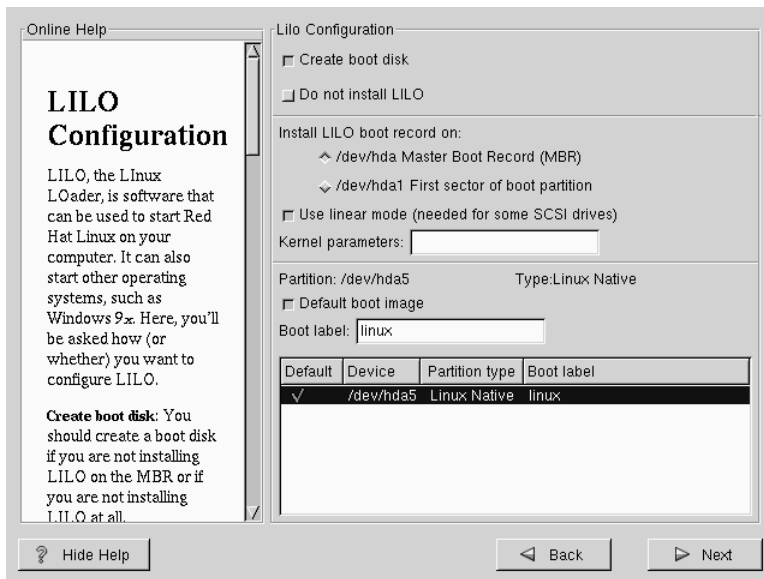 Online Help
LILO
Configuration
LILO, the LInux
LOader, is software that
can be used to start Red
Hat Linux on your
computer. It can also
start other operating
systems, such as
Windows 9x. Here, you'll
be asked how (or
whether) you want to
configure LILO.
Create boot disk: You
should create a boot disk
if you are not installing
LILO on the MBR or if
you are not installing
LILO at all.
Lilo Configuration
Create boot disk
Do not install LILO
Install LILO boot record on:
/dev/hda Master Boot Record (MBR)
/dev/hda1 First sector of boot partition
Use linear mode (needed for some SCSI drives)
Kernel parameters:
Partition: /dev/hda5 Type:Linux Native
Default boot image
Boot label: linux
Default Device Partition type Boot label
/dev/hda5 Linux Native linux
Hide Help Back Next